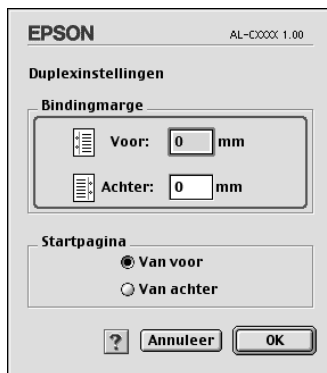 EPSON AL-CXXX 1.00
Duplexinstellingen
Bindingmarge
Voor: 0 mm
Achter: 0 mm
Startpagina
Van voor
Van achter
? Annuleer OK